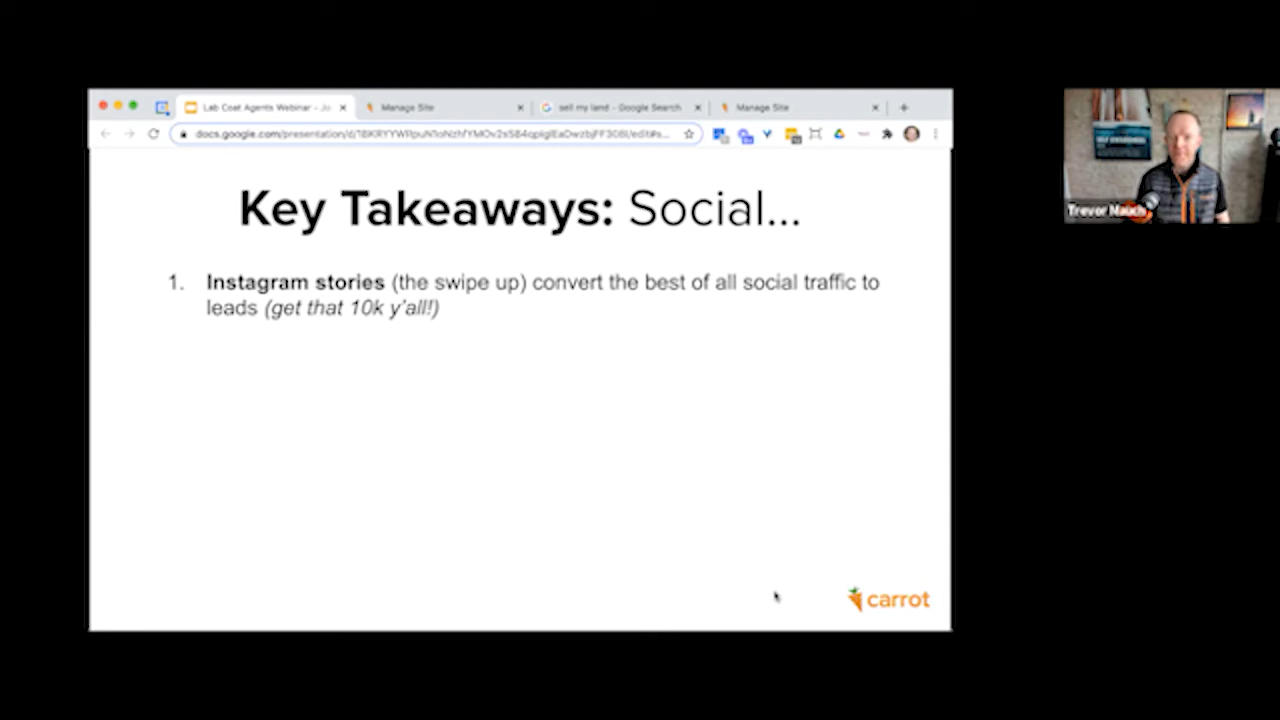 Lab Coat Agents Webinar - Jo
Manage Site
sell my land - Google Search
Manage Site
Key Takeaways: Social...
1. Instagram stories (the swipe up) convert the best of all social traffic to
leads (get that 10k y'all!)
carrot
Trevor Mauch